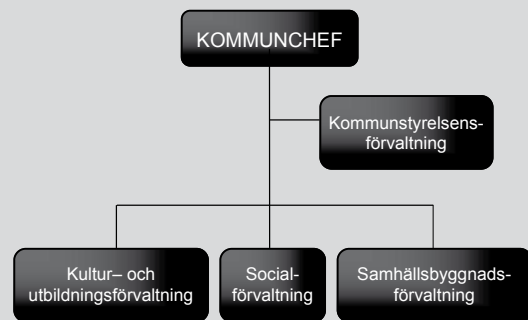 KOMMUNCHEF
Kommunstyrelsens-
förvaltning
Kultur– och
utbildningsförvaltning
Social-
förvaltning
Samhällsbyggnads-
förvaltning